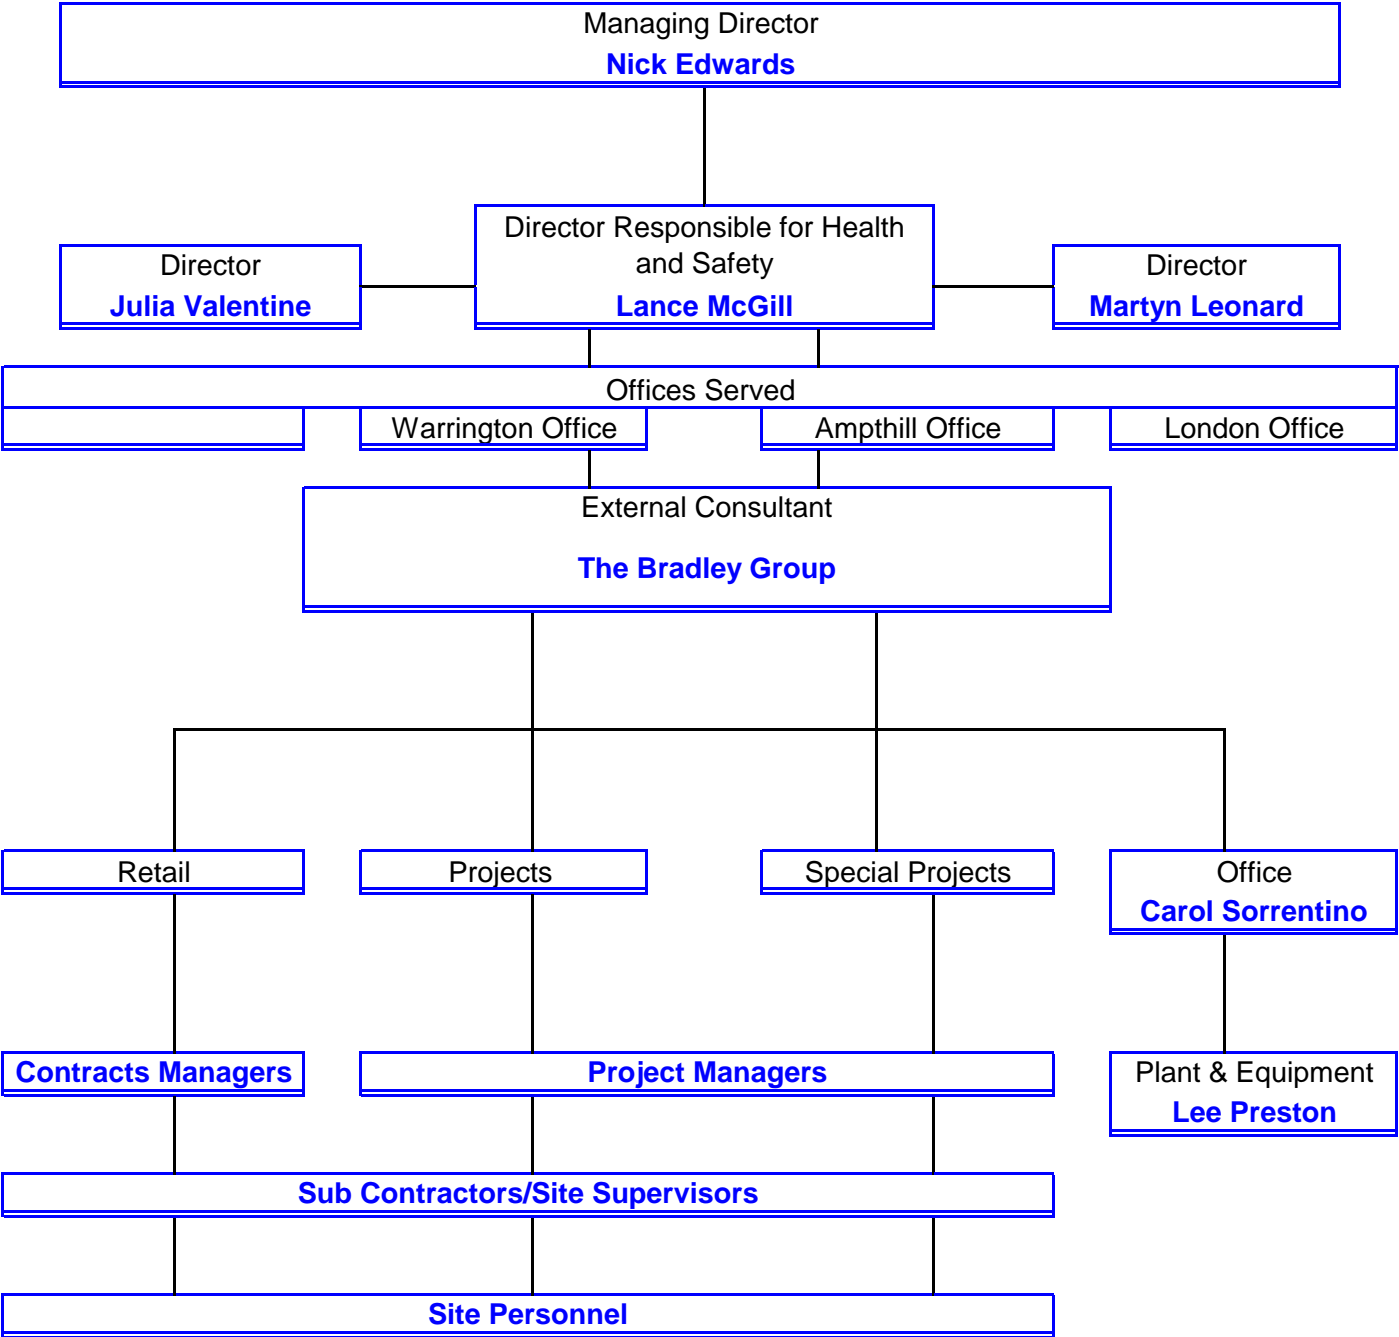 Managing Director
Nick Edwards
Director Responsible for Health
and Safety
Lance McGill
Director
Julia Valentine
Director
Martyn Leonard
Offices Served
Warrington Office
Ampthill Office
London Office
External Consultant
The Bradley Group
Retail
Projects
Special Projects
Office
Carol Sorrentino
Contracts Managers
Project Managers
Plant & Equipment
Lee Preston
Sub Contractors/Site Supervisors
Site Personnel